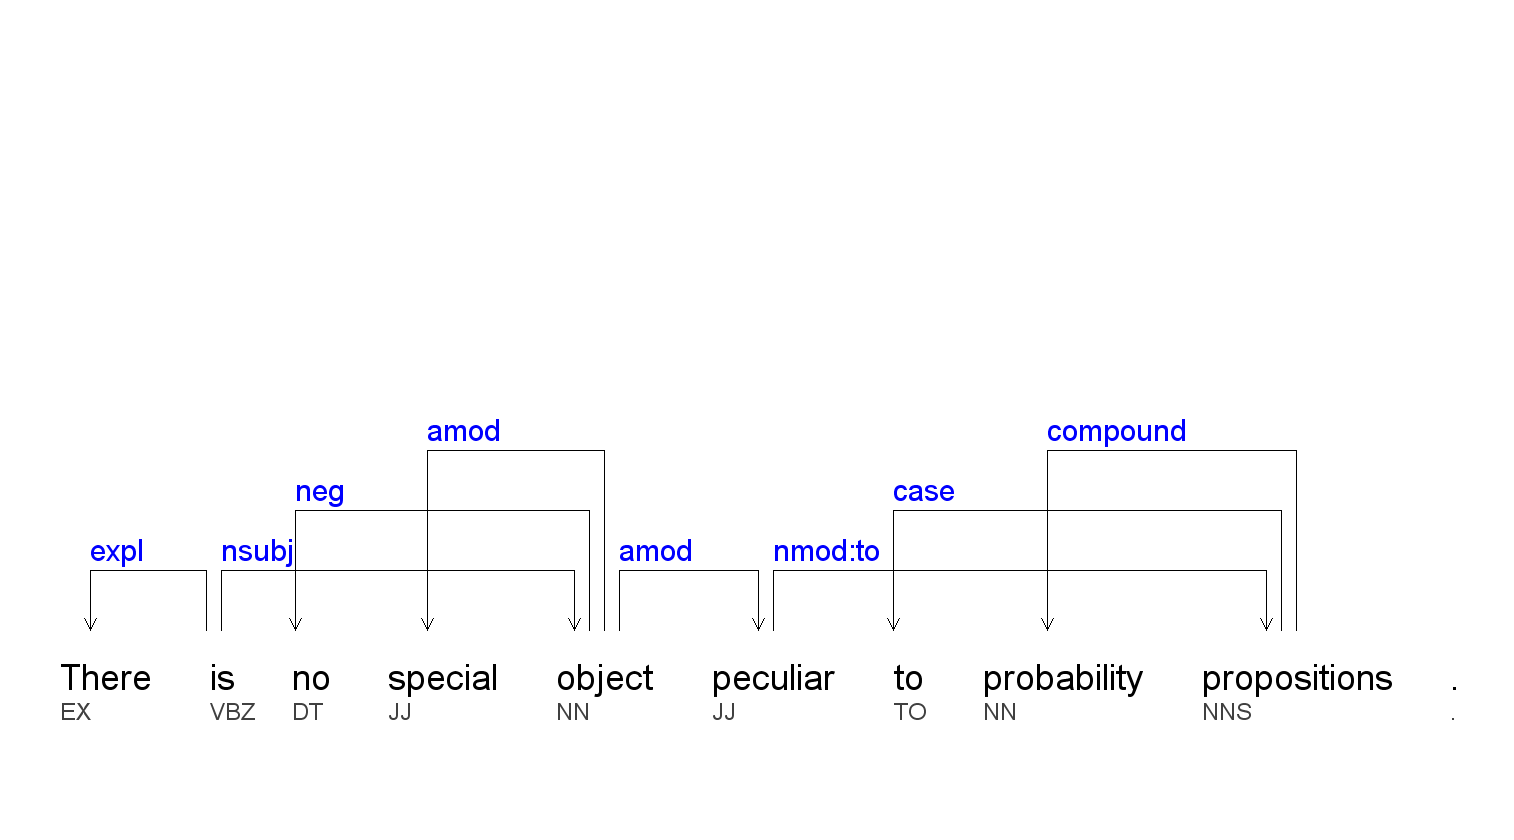 amod compound
neg case
expl nsubj amod nmod:to
There is no special object peculiar to probability propositions .
EX VBZ DT JJ NN JJ TO NN NNS .